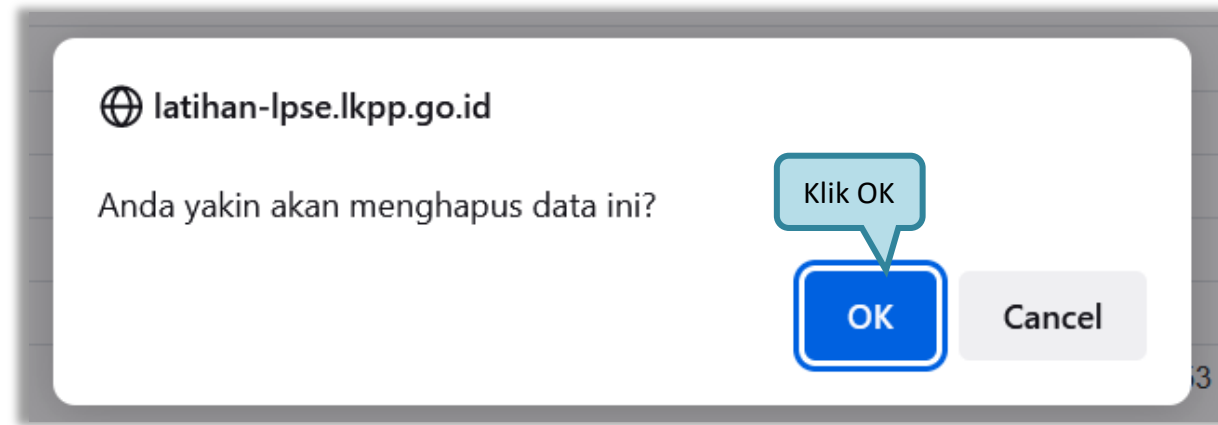 latihan-lpse.lkpp.go.id
Anda yakin akan menghapus data ini?
Klik OK
OK
Cancel